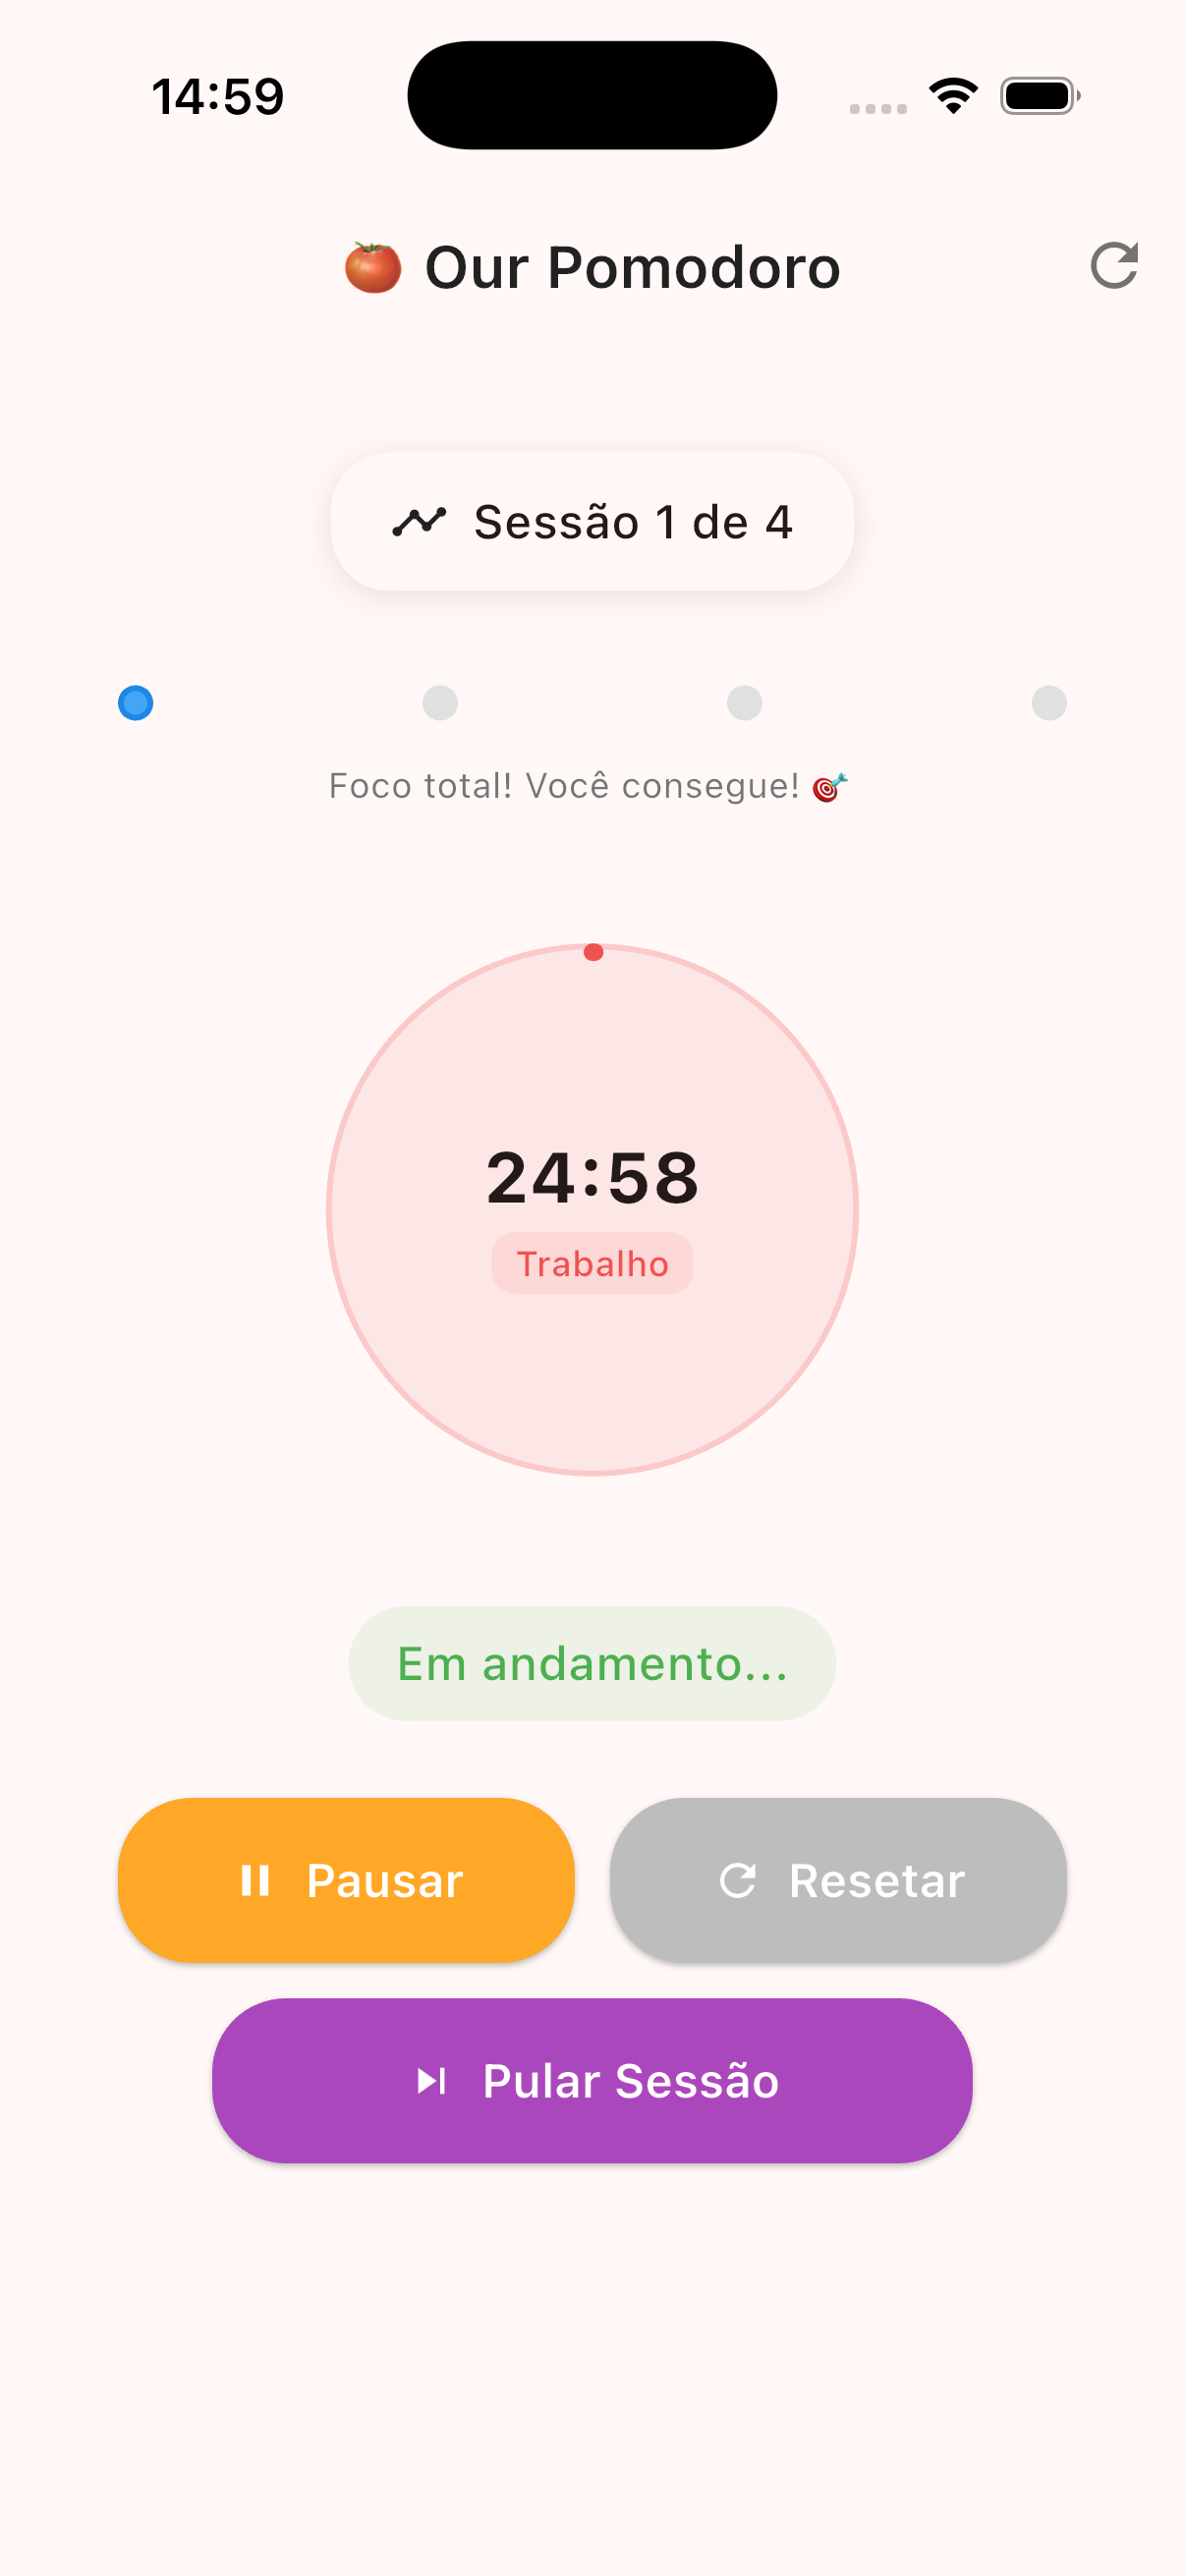 14:59
🍅 Our Pomodoro
Sessão 1 de 4
Foco total! Você consegue! 🎯
24:58
Trabalho
Em andamento...
Pausar
Resetar
Pular Sessão